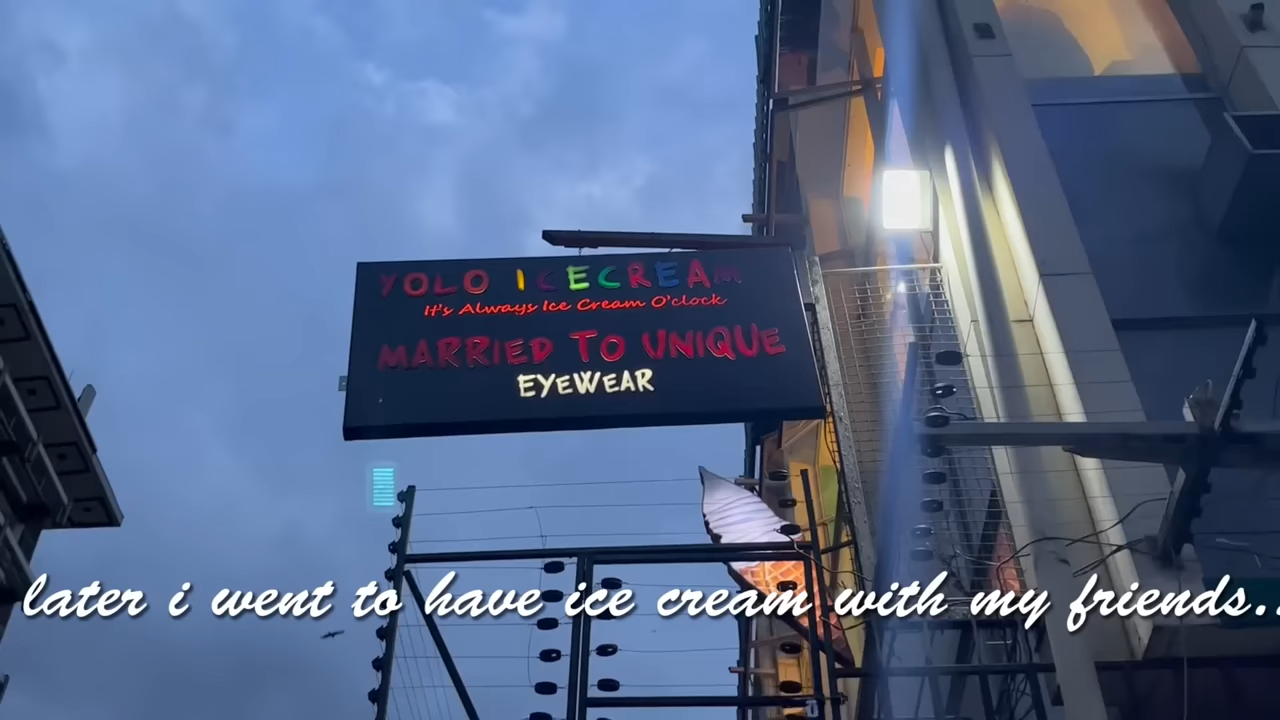 YOLO ICECREAM
It's Always Ice Cream O'clock
MARRIED TO UNIQUE
EYEWEAR
later i went to have ice cream with my friends..